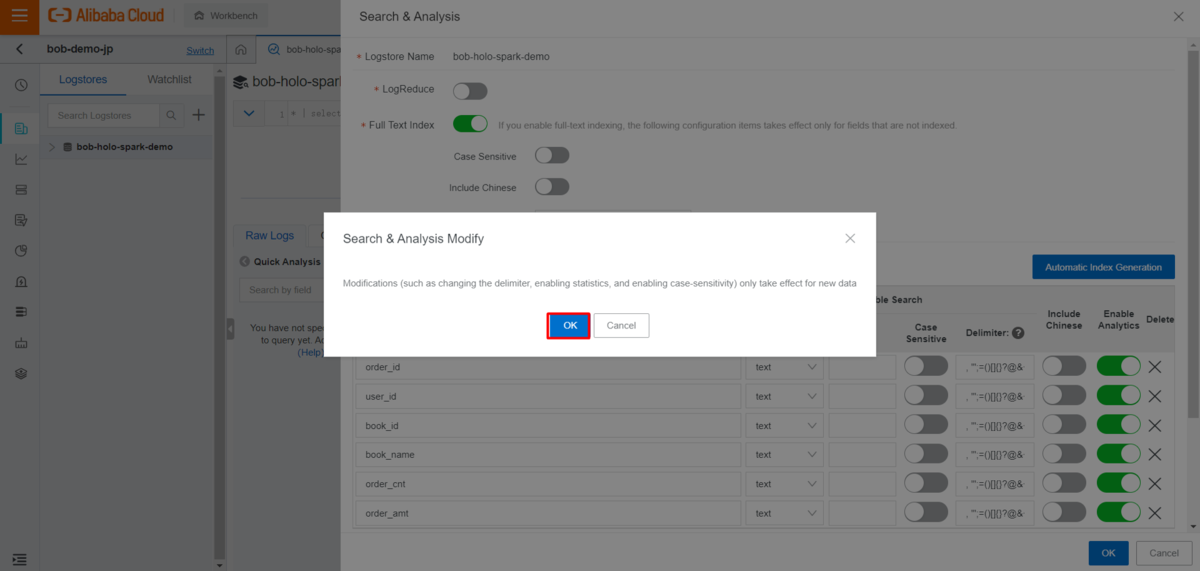 Alibaba Cloud
Workbench
Search & Analysis
bob-demo-jp
Switch
bob-holo-spa
Logstores
Watchlist
Search Logstores
bob-holo-spark-demo
bob-holo-spark
1 * | select
Raw Logs
Quick Analysis
Search by field
You have not spe
to query yet. Ad
(Help)
* Logstore Name bob-holo-spark-demo
* LogReduce
* Full Text Index If you enable full-text indexing, the following configuration items takes effect only for fields that are not indexed.
Case Sensitive
Include Chinese
Search & Analysis Modify
Modifications (such as changing the delimiter, enabling statistics, and enabling case-sensitivity) only take effect for new data
OK Cancel
Automatic Index Generation
ble Search
Case
Sensitive
Delimiter: ?
Include
Chinese
Enable
Analytics
Delete
order_id text , '";=()[]{}?@&
user_id text , '";=()[]{}?@&
book_id text , '";=()[]{}?@&
book_name text , '";=()[]{}?@&
order_cnt text , '";=()[]{}?@&
order_amt text , '";=()[]{}?@&
OK Cancel